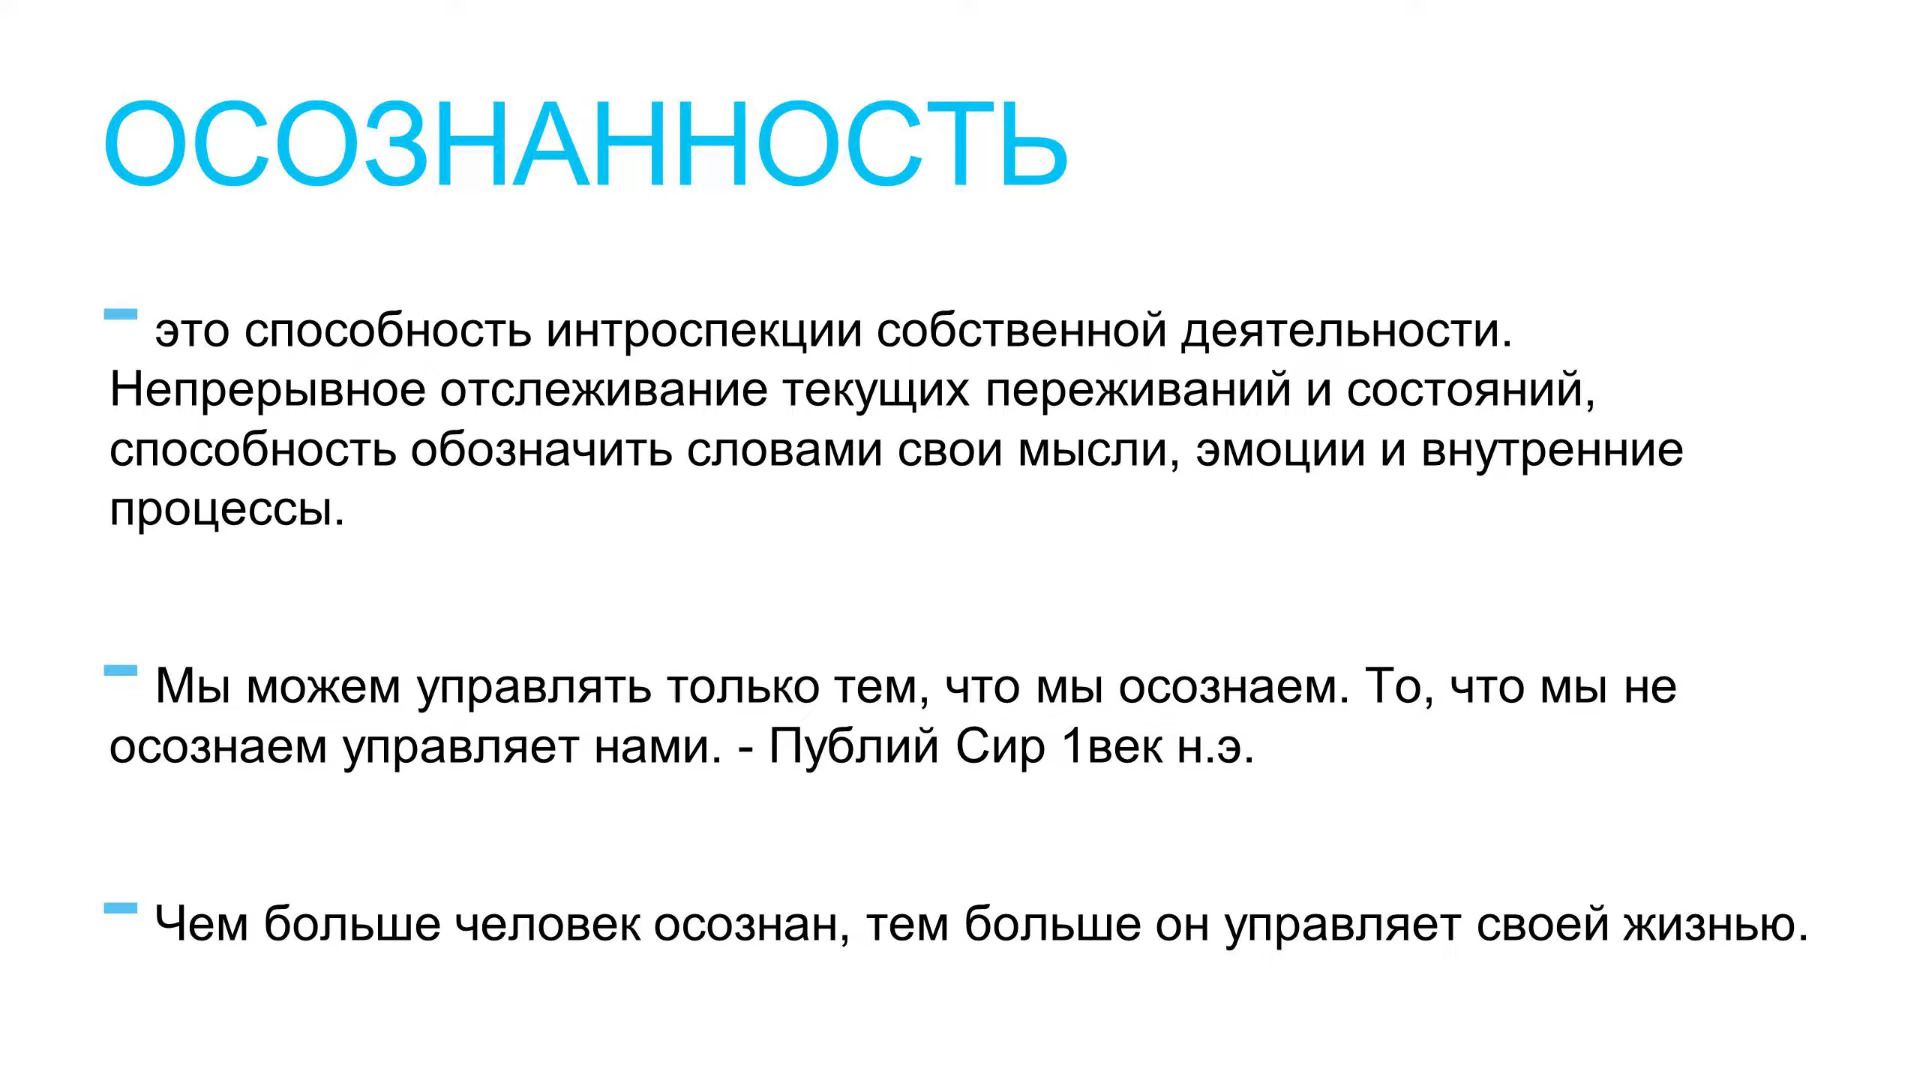 ОСОЗНАННОСТЬ
- это способность интроспекции собственной деятельности.
Непрерывное отслеживание текущих переживаний и состояний,
способность обозначить словами свои мысли, эмоции и внутренние
процессы.
- Мы можем управлять только тем, что мы осознаем. То, что мы не
осознаем управляет нами. - Публий Сир 1век н.э.
- Чем больше человек осознан, тем больше он управляет своей жизнью.